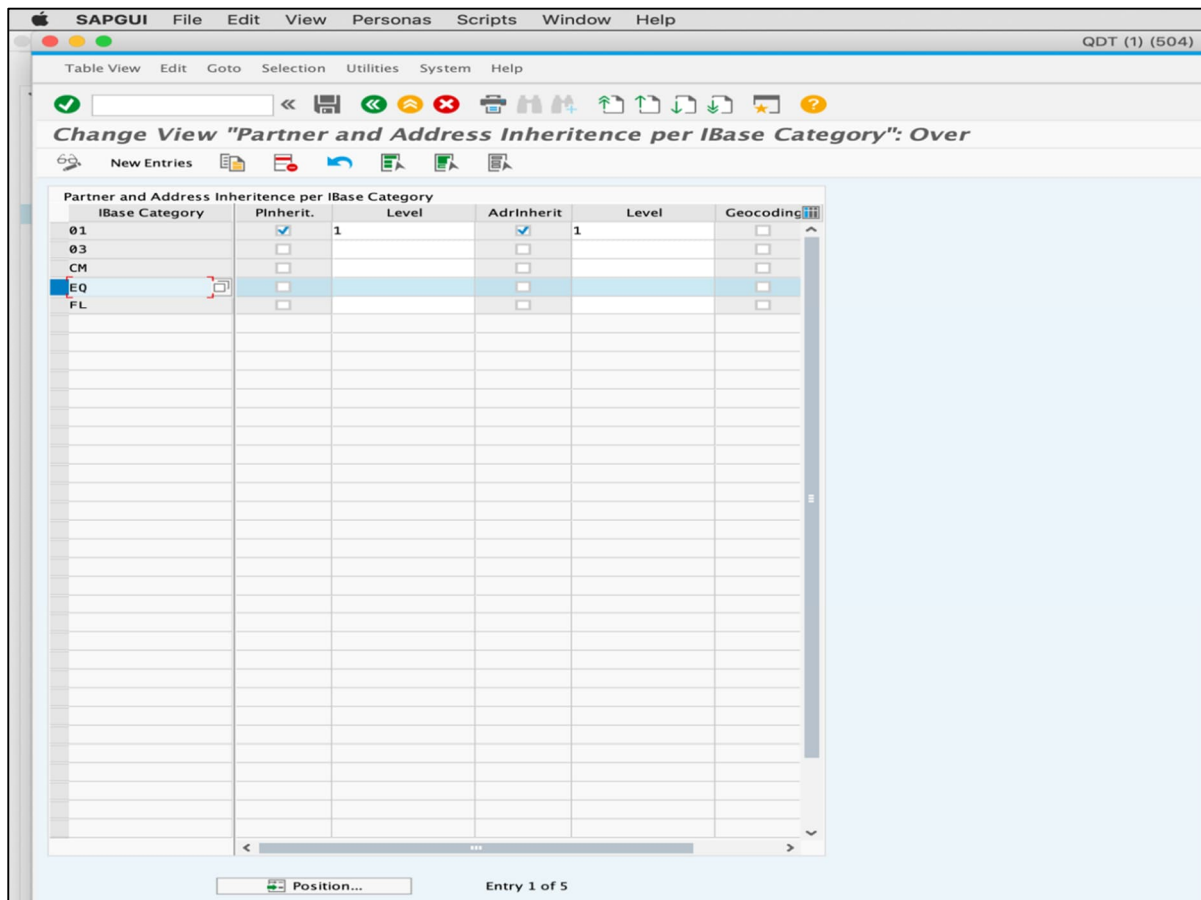 SAPGUI File Edit View Personas Scripts Window Help
QDT (1) (504)
Table View Edit Goto Selection Utilities System Help
Change View "Partner and Address Inheritence per IBase Category": Over
New Entries
Partner and Address Inheritence per IBase Category
IBase Category PInherit. Level AdrInherit Level Geocoding
01 1 1
03
CM
EQ
FL
Position... Entry 1 of 5